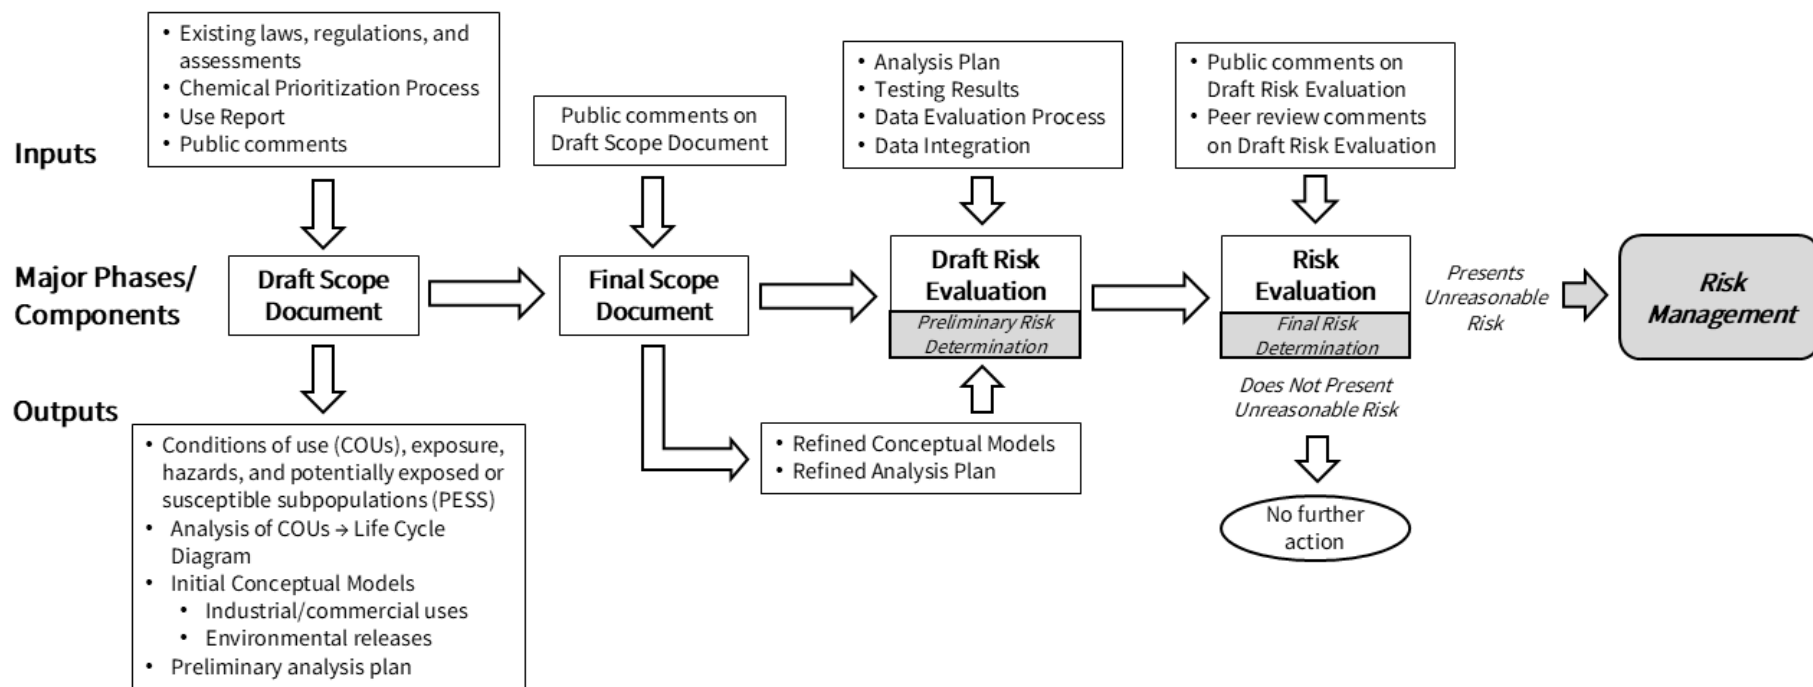 Inputs
• Existing laws, regulations, and
assessments
• Chemical Prioritization Process
• Use Report
• Public comments
Public comments on
Draft Scope Document
• Analysis Plan
• Testing Results
• Data Evaluation Process
• Data Integration
• Public comments on
Draft Risk Evaluation
• Peer review comments
on Draft Risk Evaluation
Major Phases/
Components
Draft Scope
Document
Final Scope
Document
Draft Risk
Evaluation
Preliminary Risk
Determination
Risk
Evaluation
Final Risk
Determination
Presents
Unreasonable
Risk
Risk
Management
Does Not Present
Unreasonable Risk
No further
action
Outputs
• Conditions of use (COUs), exposure,
hazards, and potentially exposed or
susceptible subpopulations (PESS)
• Analysis of COUs → Life Cycle
Diagram
• Initial Conceptual Models
• Industrial/commercial uses
• Environmental releases
• Preliminary analysis plan
• Refined Conceptual Models
• Refined Analysis Plan